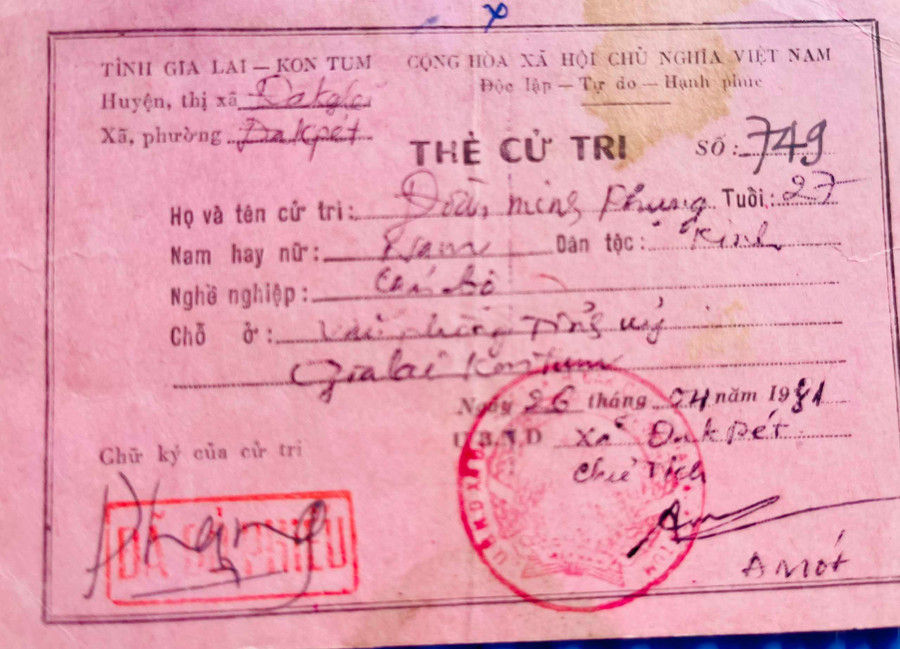 x
TỈNH GIA LAI – KON TUM
CỘNG HÒA XÃ HỘI CHỦ NGHĨA VIỆT NAM
Độc lập – Tự do – Hạnh phúc
Huyện, thị xã Đakglei
Xã, phường Đakpét
THẺ CỬ TRI
SỐ: 749
Họ và tên cử tri: Đoàn minh Phụng Tuổi: 27
Nam hay nữ: Nam Dân tộc: Kinh
Nghề nghiệp: Cán bộ
Chỗ ở: Văn phòng Tỉnh uỷ
Gialai Kontum
Ngày 26 tháng 04 năm 1981
U.B.N.D Xã Đakpét
Chủ Tịch
Chữ ký của cử tri
Phụng
ĐÃ BỎ PHIẾU
A Mót